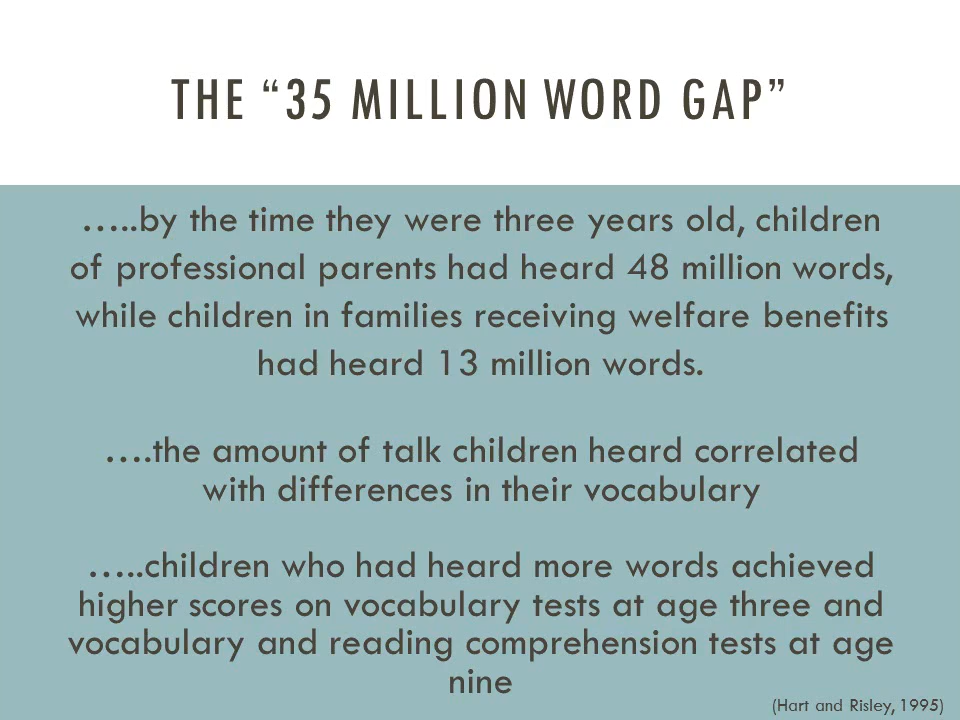 THE “35 MILLION WORD GAP”
…..by the time they were three years old, children
of professional parents had heard 48 million words,
while children in families receiving welfare benefits
had heard 13 million words.
….the amount of talk children heard correlated
with differences in their vocabulary
…..children who had heard more words achieved
higher scores on vocabulary tests at age three and
vocabulary and reading comprehension tests at age
nine
(Hart and Risley, 1995)